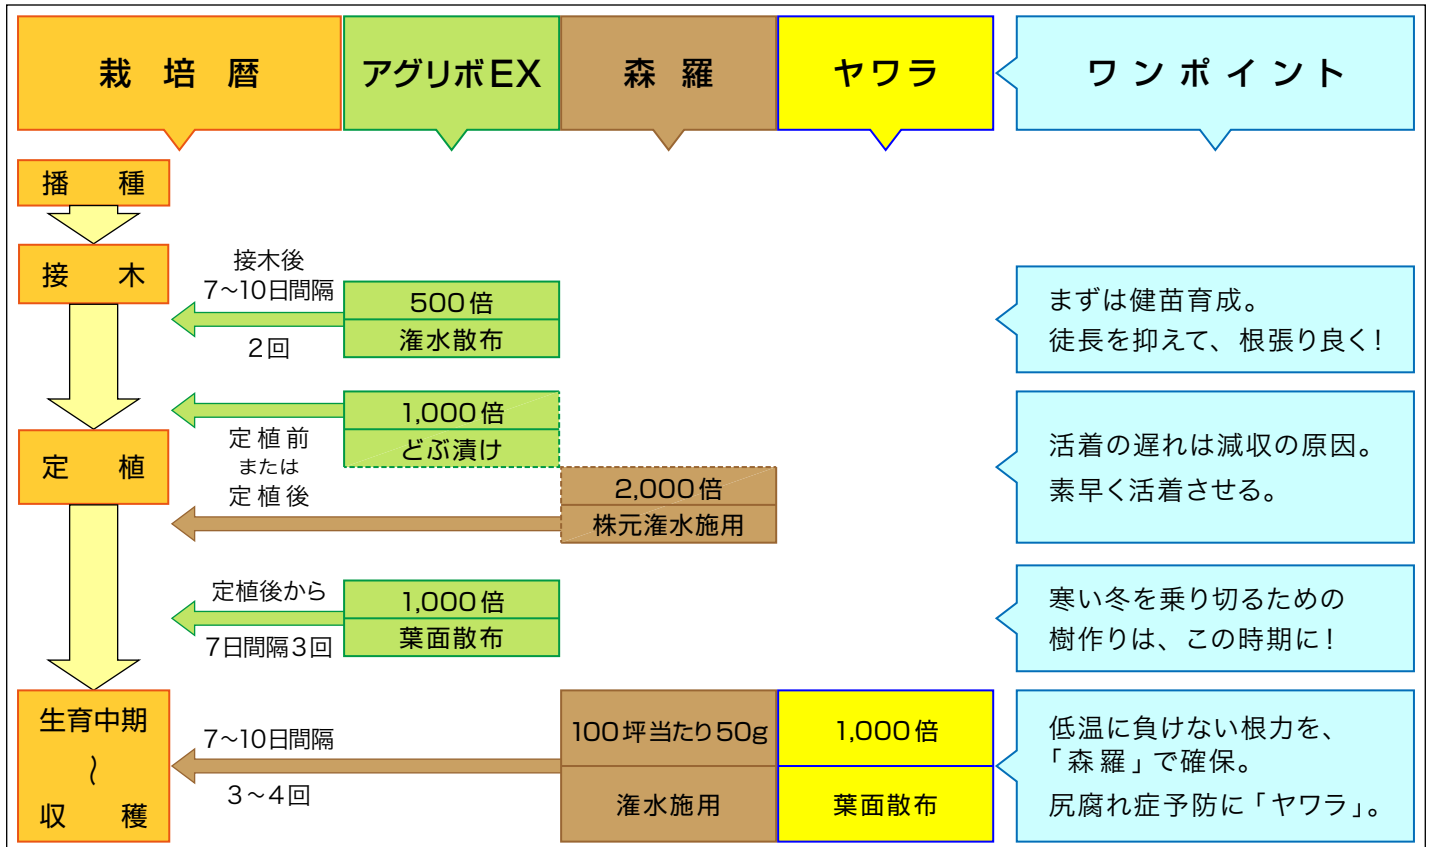 栽培暦
アグリボEX
森羅
ヤワラ
ワンポイント
播種
接木
接木後
7～10日間隔
2回
500倍
灌水散布
まずは健苗育成。
徒長を抑えて、根張り良く！
定植
定植前
または
定植後
1,000倍
どぶ漬け
2,000倍
株元灌水施用
活着の遅れは減収の原因。
素早く活着させる。
定植後から
7日間隔3回
1,000倍
葉面散布
寒い冬を乗り切るための
樹作りは、この時期に！
生育中期
～
収穫
7～10日間隔
3～4回
100坪当たり50g
灌水施用
1,000倍
葉面散布
低温に負けない根力を、
「森羅」で確保。
尻腐れ症予防に「ヤワラ」。